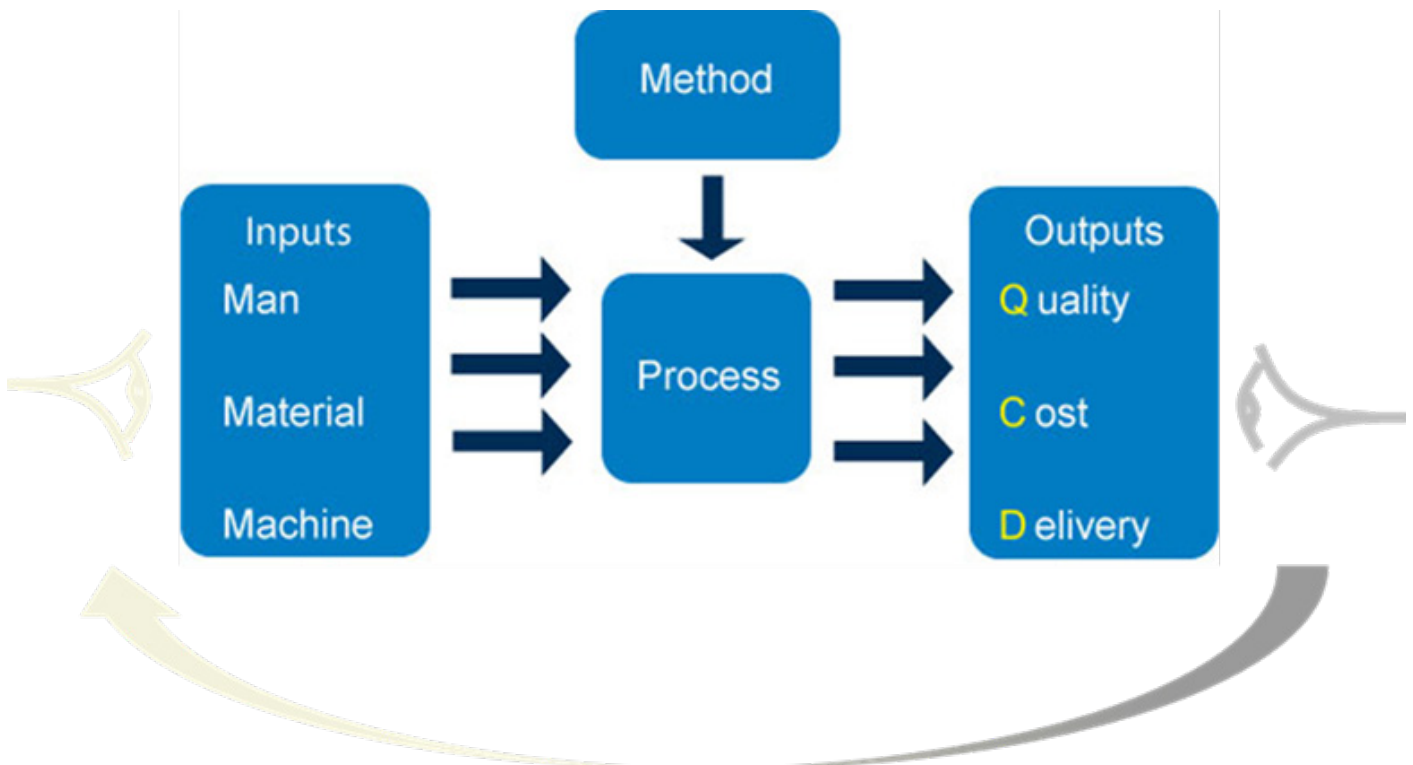 Method
Inputs
Man
Material
Machine
Process
Outputs
Q uality
C ost
D elivery